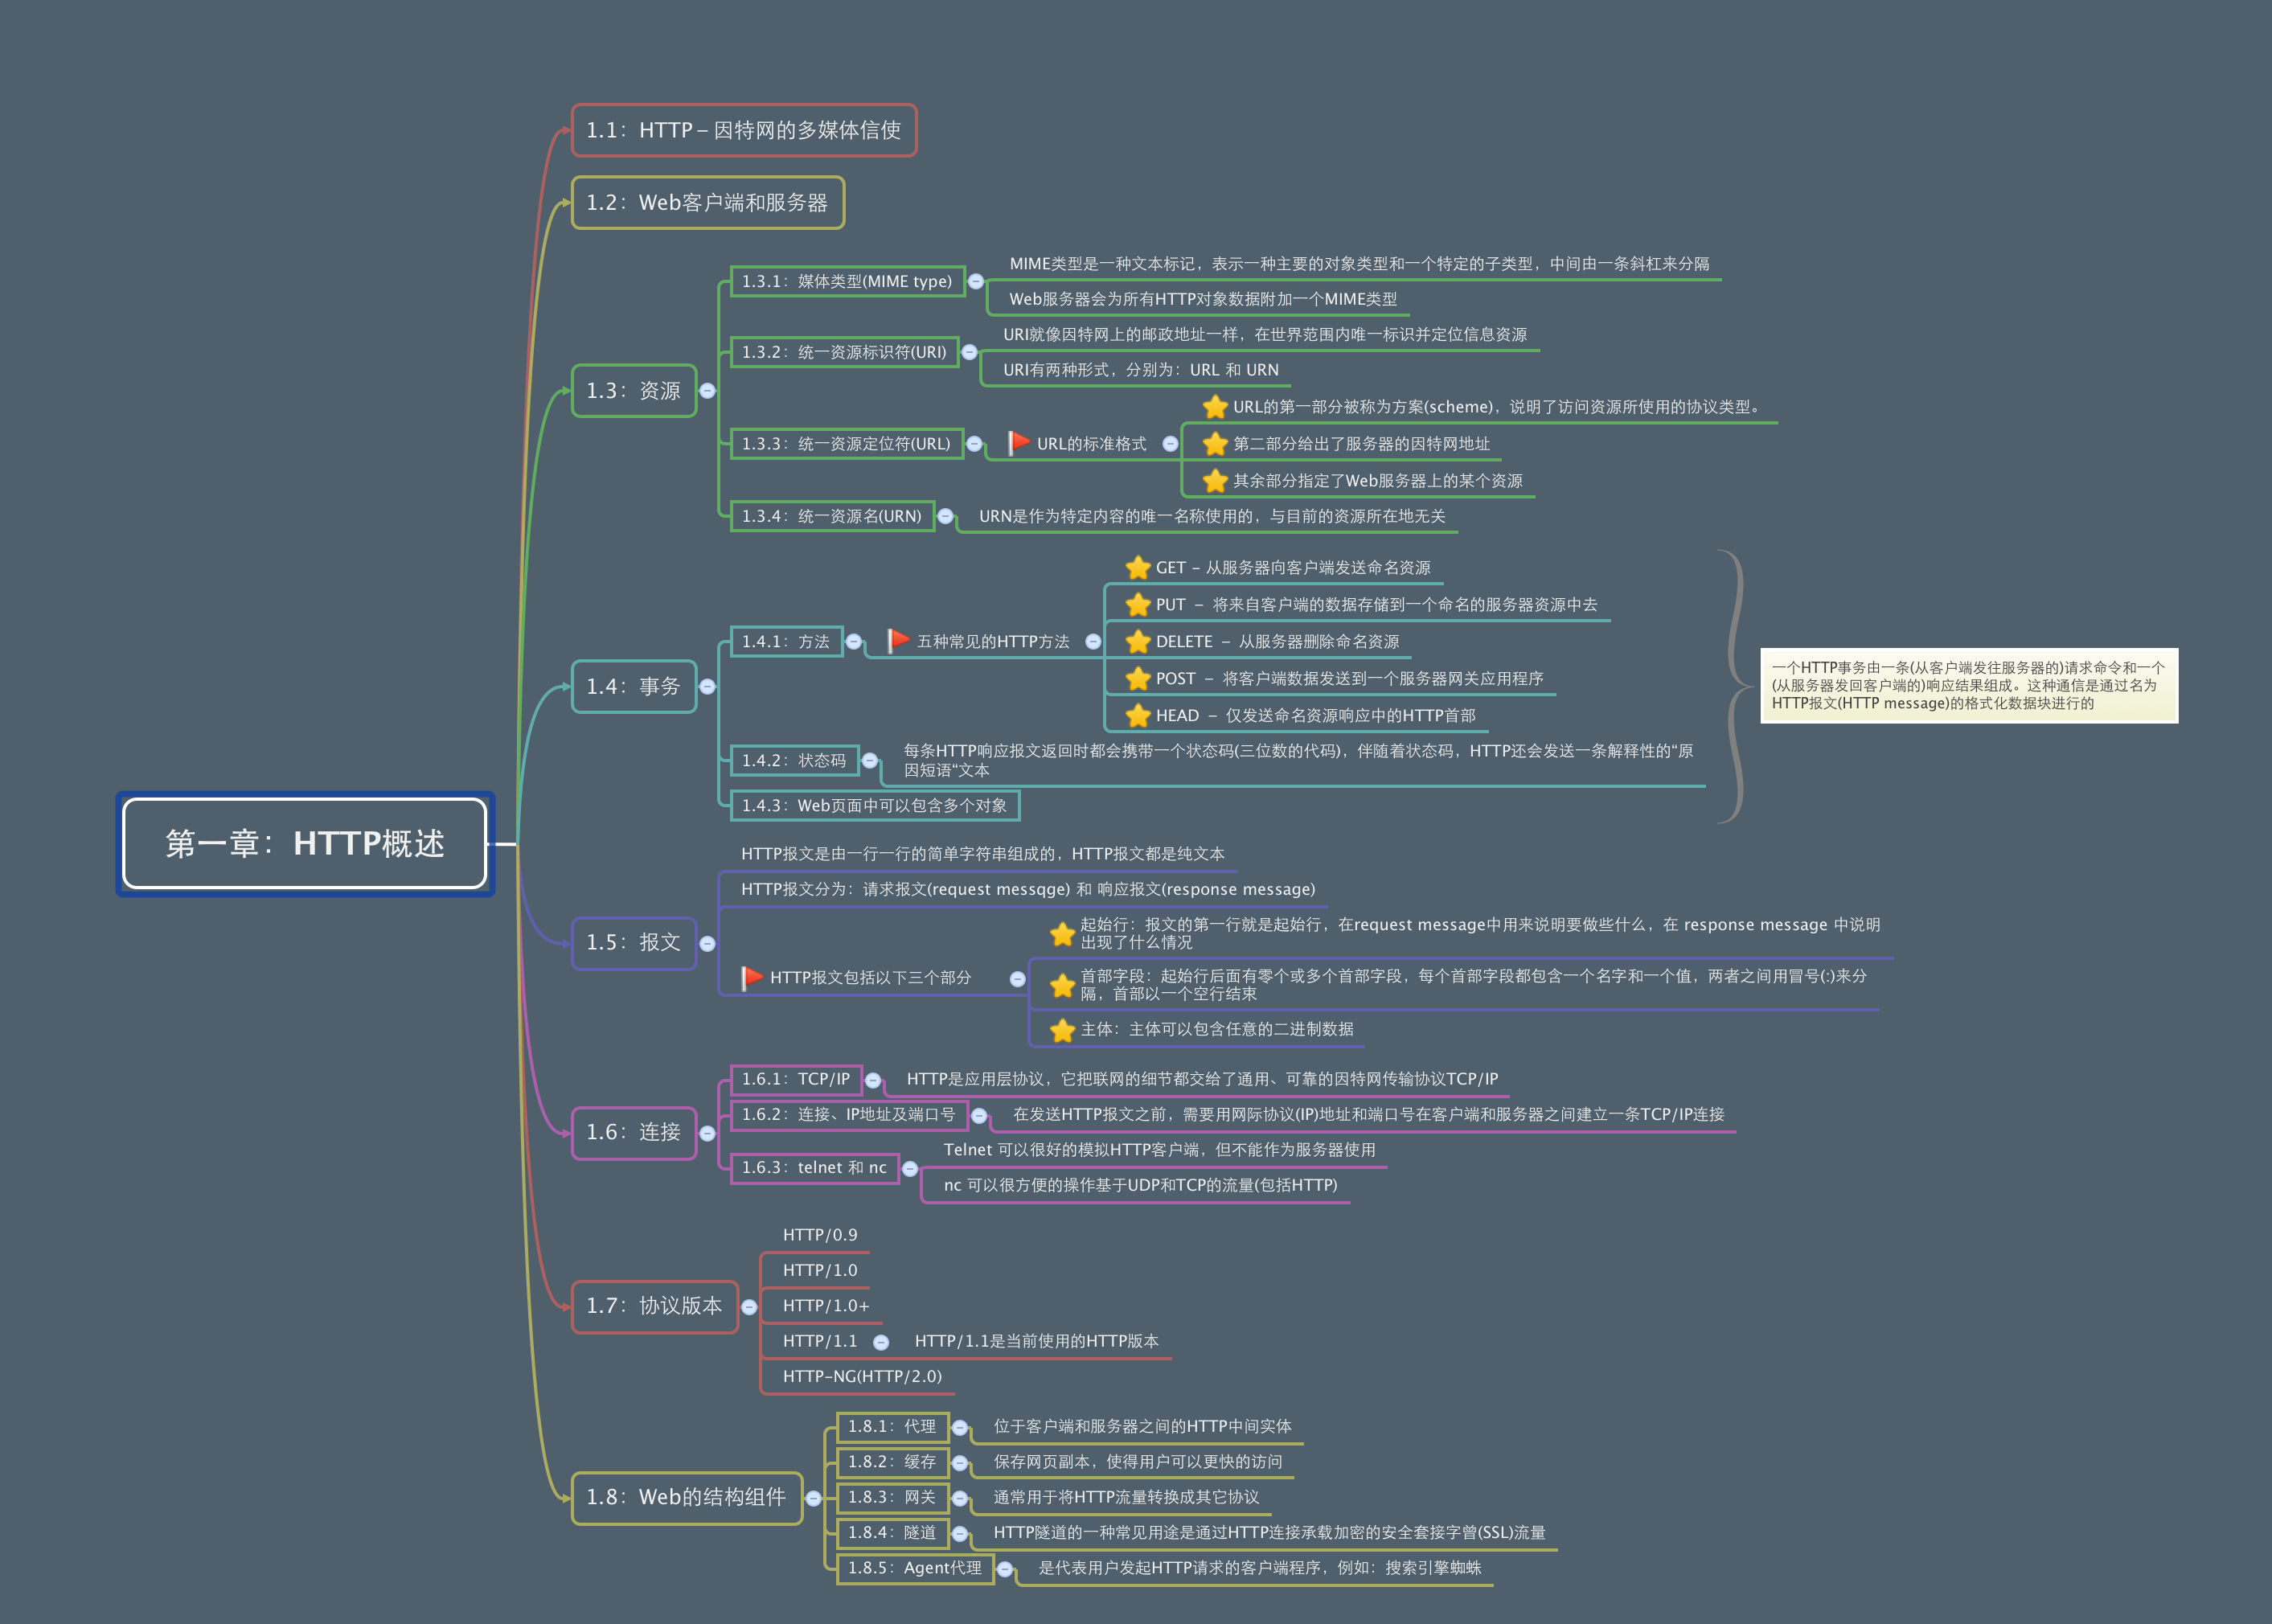 第一章：HTTP概述
1.1：HTTP – 因特网的多媒体信使
1.2：Web客户端和服务器
1.3：资源
1.3.1：媒体类型(MIME type)
MIME类型是一种文本标记，表示一种主要的对象类型和一个特定的子类型，中间由一条斜杠来分隔
Web服务器会为所有HTTP对象数据附加一个MIME类型
1.3.2：统一资源标识符(URI)
URI就像因特网上的邮政地址一样，在世界范围内唯一标识并定位信息资源
URI有两种形式，分别为：URL 和 URN
1.3.3：统一资源定位符(URL)
URL的标准格式
URL的第一部分被称为方案(scheme)，说明了访问资源所使用的协议类型。
第二部分给出了服务器的因特网地址
其余部分指定了Web服务器上的某个资源
1.3.4：统一资源名(URN)
URN是作为特定内容的唯一名称使用的，与目前的资源所在地无关
1.4：事务
1.4.1：方法
五种常见的HTTP方法
GET – 从服务器向客户端发送命名资源
PUT – 将来自客户端的数据存储到一个命名的服务器资源中去
DELETE – 从服务器删除命名资源
POST – 将客户端数据发送到一个服务器网关应用程序
HEAD – 仅发送命名资源响应中的HTTP首部
1.4.2：状态码
每条HTTP响应报文返回时都会携带一个状态码(三位数的代码)，伴随着状态码，HTTP还会发送一条解释性的“原
因短语“文本
1.4.3：Web页面中可以包含多个对象
一个HTTP事务由一条(从客户端发往服务器的)请求命令和一个
(从服务器发回客户端的)响应结果组成。这种通信是通过名为
HTTP报文(HTTP message)的格式化数据块进行的
1.5：报文
HTTP报文是由一行一行的简单字符串组成的，HTTP报文都是纯文本
HTTP报文分为：请求报文(request messqge) 和 响应报文(response message)
HTTP报文包括以下三个部分
起始行：报文的第一行就是起始行，在request message中用来说明要做些什么，在 response message 中说明
出现了什么情况
首部字段：起始行后面有零个或多个首部字段，每个首部字段都包含一个名字和一个值，两者之间用冒号(:)来分
隔，首部以一个空行结束
主体：主体可以包含任意的二进制数据
1.6：连接
1.6.1：TCP/IP
HTTP是应用层协议，它把联网的细节都交给了通用、可靠的因特网传输协议TCP/IP
1.6.2：连接、IP地址及端口号
在发送HTTP报文之前，需要用网际协议(IP)地址和端口号在客户端和服务器之间建立一条TCP/IP连接
1.6.3：telnet 和 nc
Telnet 可以很好的模拟HTTP客户端，但不能作为服务器使用
nc 可以很方便的操作基于UDP和TCP的流量(包括HTTP)
1.7：协议版本
HTTP/0.9
HTTP/1.0
HTTP/1.0+
HTTP/1.1
HTTP/1.1是当前使用的HTTP版本
HTTP–NG(HTTP/2.0)
1.8：Web的结构组件
1.8.1：代理
位于客户端和服务器之间的HTTP中间实体
1.8.2：缓存
保存网页副本，使得用户可以更快的访问
1.8.3：网关
通常用于将HTTP流量转换成其它协议
1.8.4：隧道
HTTP隧道的一种常见用途是通过HTTP连接承载加密的安全套接字曾(SSL)流量
1.8.5：Agent代理
是代表用户发起HTTP请求的客户端程序，例如：搜索引擎蜘蛛